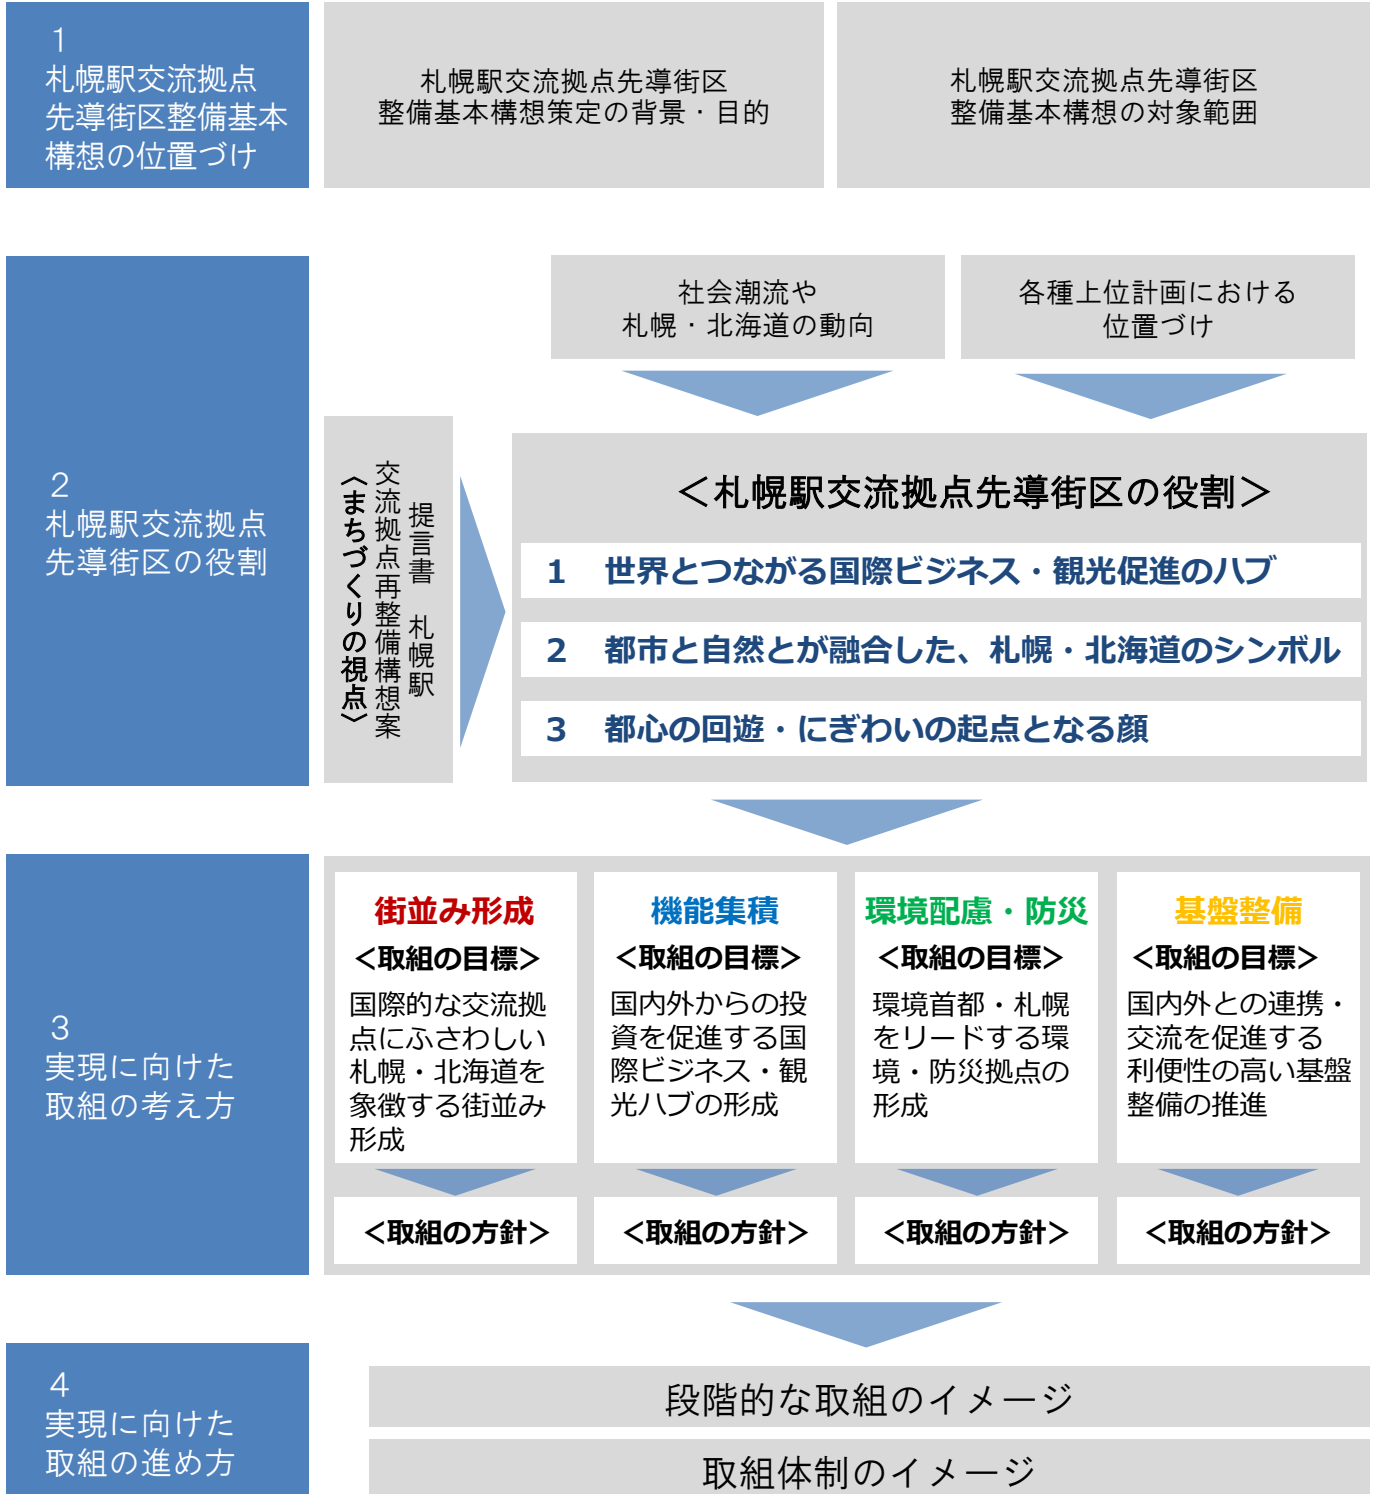 1
札幌駅交流拠点
先導街区整備基本
構想の位置づけ
札幌駅交流拠点先導街区
整備基本構想策定の背景・目的
札幌駅交流拠点先導街区
整備基本構想の対象範囲
2
札幌駅交流拠点
先導街区の役割
社会潮流や
札幌・北海道の動向
各種上位計画における
位置づけ
提言書　札幌駅
交流拠点再整備構想案
〈まちづくりの視点〉
＜札幌駅交流拠点先導街区の役割＞
1　世界とつながる国際ビジネス・観光促進のハブ
2　都市と自然とが融合した、札幌・北海道のシンボル
3　都心の回遊・にぎわいの起点となる顔
3
実現に向けた
取組の考え方
街並み形成
＜取組の目標＞
国際的な交流拠
点にふさわしい
札幌・北海道を
象徴する街並み
形成
＜取組の方針＞
機能集積
＜取組の目標＞
国内外からの投
資を促進する国
際ビジネス・観
光ハブの形成
＜取組の方針＞
環境配慮・防災
＜取組の目標＞
環境首都・札幌
をリードする環
境・防災拠点の
形成
＜取組の方針＞
基盤整備
＜取組の目標＞
国内外との連携・
交流を促進する
利便性の高い基盤
整備の推進
＜取組の方針＞
4
実現に向けた
取組の進め方
段階的な取組のイメージ
取組体制のイメージ